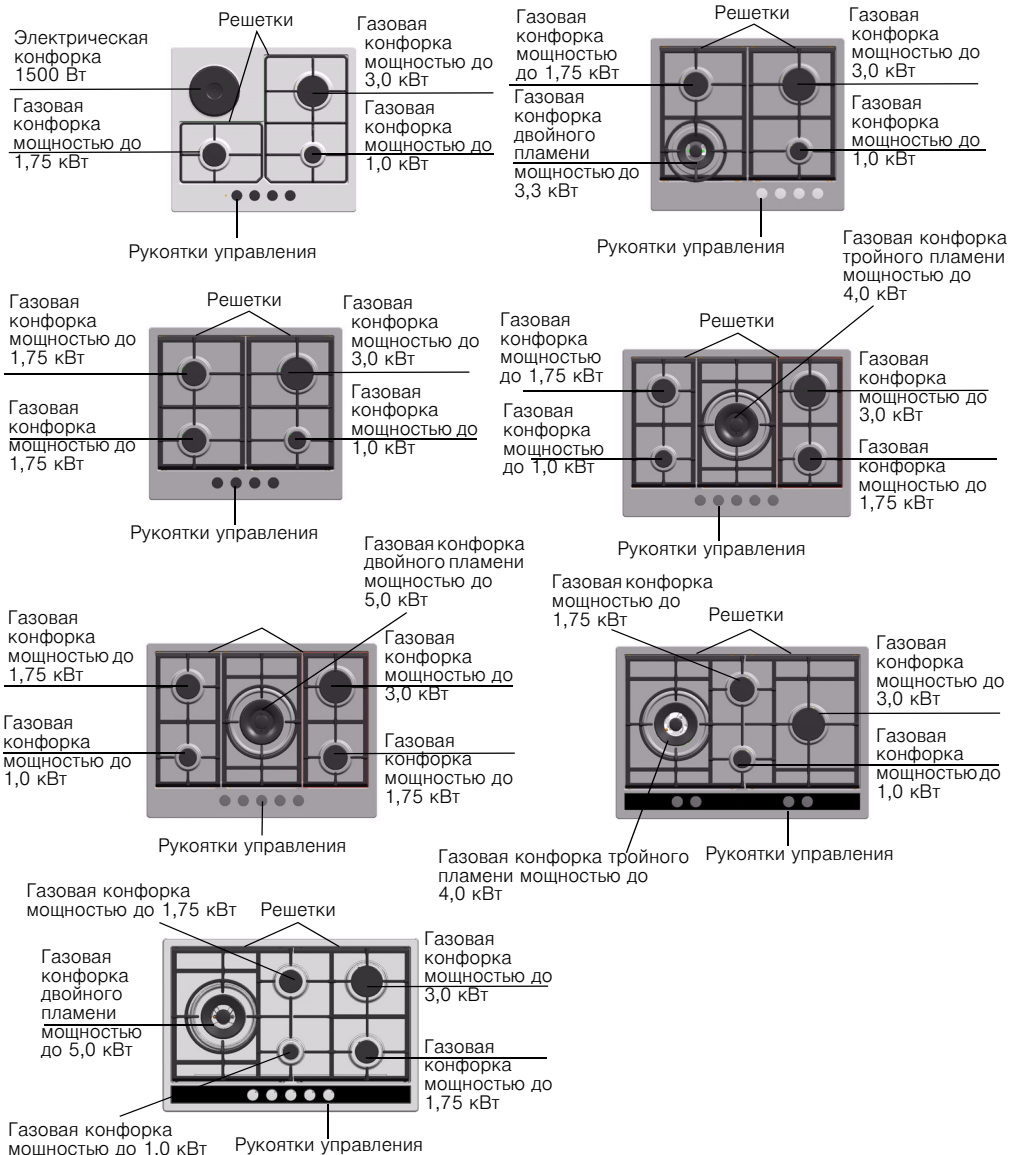 Электрическая
конфорка
1500 Вт
Газовая
конфорка
мощностью до
1,75 кВт
Решетки
Газовая
конфорка
мощностью до
3,0 кВт
Газовая
конфорка
мощностью до
1,0 кВт
Рукоятки управления
Газовая
конфорка
мощностью
до 1,75 кВт
Газовая
конфорка
двойного
пламени
мощностью до
3,3 кВт
Решетки
Газовая
конфорка
мощностью до
3,0 кВт
Газовая
конфорка
мощностью до
1,0 кВт
Рукоятки управления
Газовая
конфорка
мощностью до
1,75 кВт
Газовая
конфорка
мощностью до
1,75 кВт
Решетки
Газовая
конфорка
мощностью до
3,0 кВт
Газовая
конфорка
мощностью до
1,0 кВт
Рукоятки управления
Газовая конфорка
тройного пламени
мощностью до
4,0 кВт
Газовая
конфорка
мощностью
до 1,75 кВт
Газовая
конфорка
мощностью
до 1,0 кВт
Решетки
Газовая
конфорка
мощностью до
3,0 кВт
Газовая
конфорка
мощностью до
1,75 кВт
Рукоятки управления
Газовая конфорка
двойного пламени
мощностью до
5,0 кВт
Газовая
конфорка
мощностью до
1,75 кВт
Газовая
конфорка
мощностью до
1,0 кВт
Газовая
конфорка
мощностью до
3,0 кВт
Газовая
конфорка
мощностью до
1,75 кВт
Рукоятки управления
Газовая конфорка
мощностью до
1,75 кВт
Решетки
Газовая
конфорка
мощностью до
3,0 кВт
Газовая
конфорка
мощностью до
1,0 кВт
Газовая конфорка тройного
пламени мощностью до
4,0 кВт
Рукоятки управления
Газовая конфорка
мощностью до 1,75 кВт
Решетки
Газовая
конфорка
двойного
пламени
мощностью
до 5,0 кВт
Газовая
конфорка
мощностью до
3,0 кВт
Газовая
конфорка
мощностью до
1,75 кВт
Газовая конфорка
мощностью до 1,0 кВт
Рукоятки управления